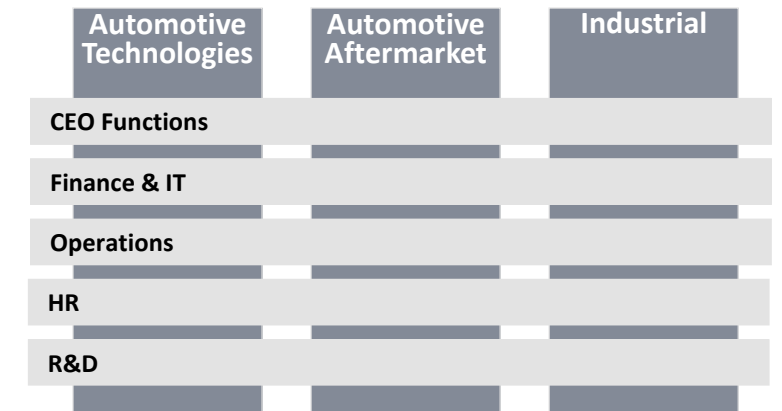 Automotive
Technologies
Automotive
Aftermarket
Industrial
CEO Functions
Finance & IT
Operations
HR
R&D